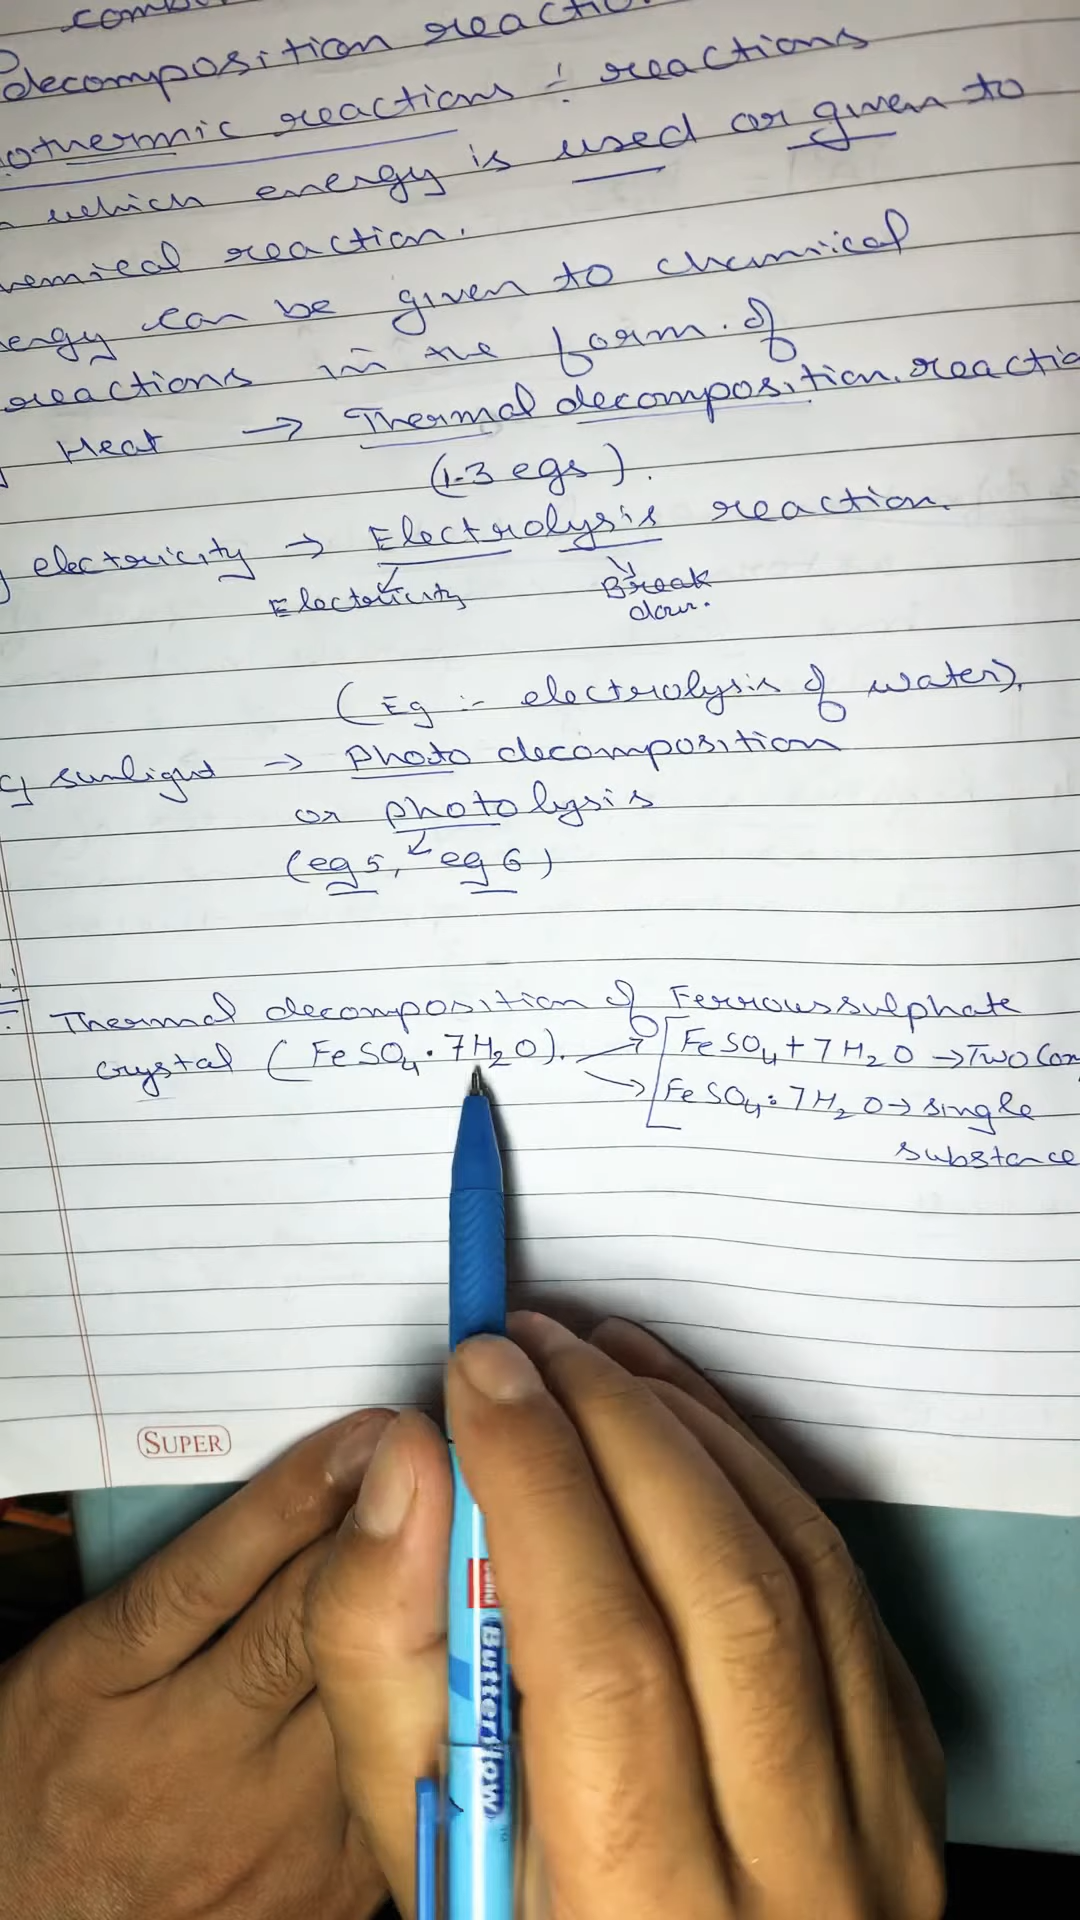 decomposition reactio
othermic reactions :- reactions
which energy is used or given to
hemical reaction.
ergy can be given to chemical
reactions in the form of
Heat → Thermal decomposition reactio
(1-3 egs).
electricity → Electrolysis reaction.
Electricity Break
down.
(Eg :- electrolysis of water).
c) sunlight → Photo decomposition
or photolysis
(eg 5, eg 6)
Thermal decomposition of Ferrous sulphate
crystal (FeSO4 · 7H2O). → FeSO4 + 7H2O → Two Com
→ FeSO4 · 7H2O → single
substance
SUPER
Butterflow